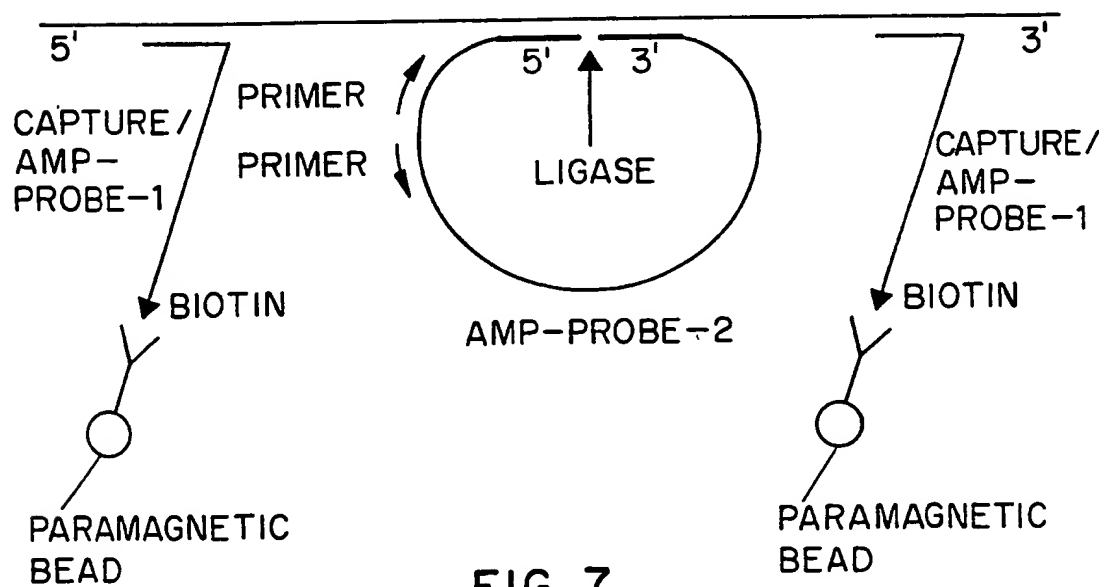 5' 3'
5' 3'
PRIMER
PRIMER
CAPTURE/
AMP-
PROBE-1
LIGASE
CAPTURE/
AMP-
PROBE-1
BIOTIN
BIOTIN
AMP-PROBE-2
PARAMAGNETIC
BEAD
PARAMAGNETIC
BEAD
FIG. 7